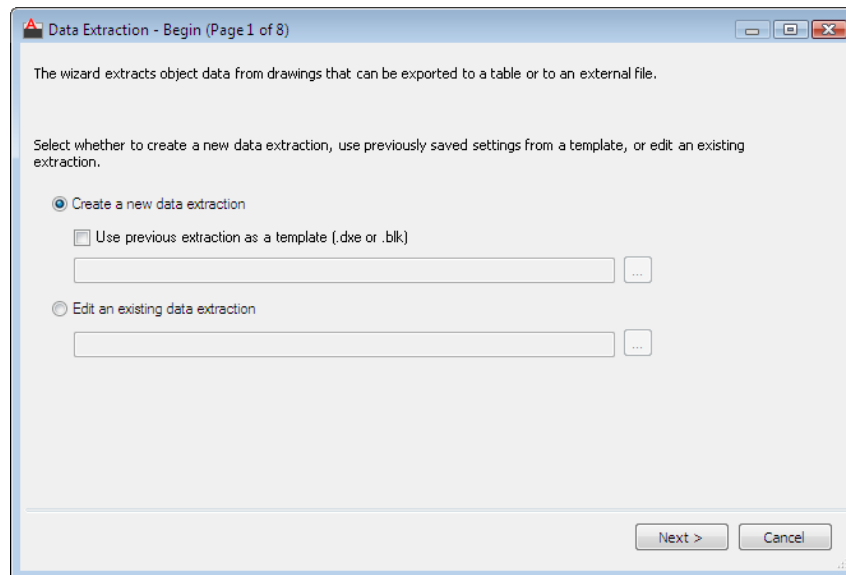 Data Extraction - Begin (Page 1 of 8)
The wizard extracts object data from drawings that can be exported to a table or to an external file.
Select whether to create a new data extraction, use previously saved settings from a template, or edit an existing
extraction.
Create a new data extraction
Use previous extraction as a template (.dxe or .blk)
...
Edit an existing data extraction
...
Next >
Cancel